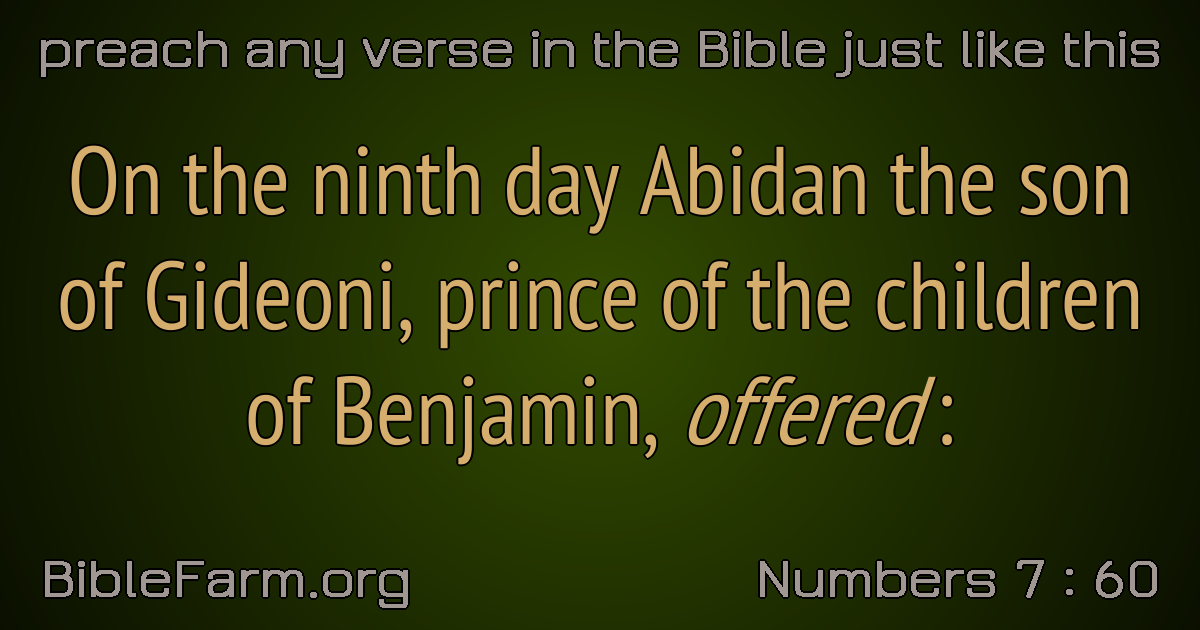 preach any verse in the Bible just like this
On the ninth day Abidan the son
of Gideoni, prince of the children
of Benjamin, offered :
BibleFarm.org
Numbers 7 : 60